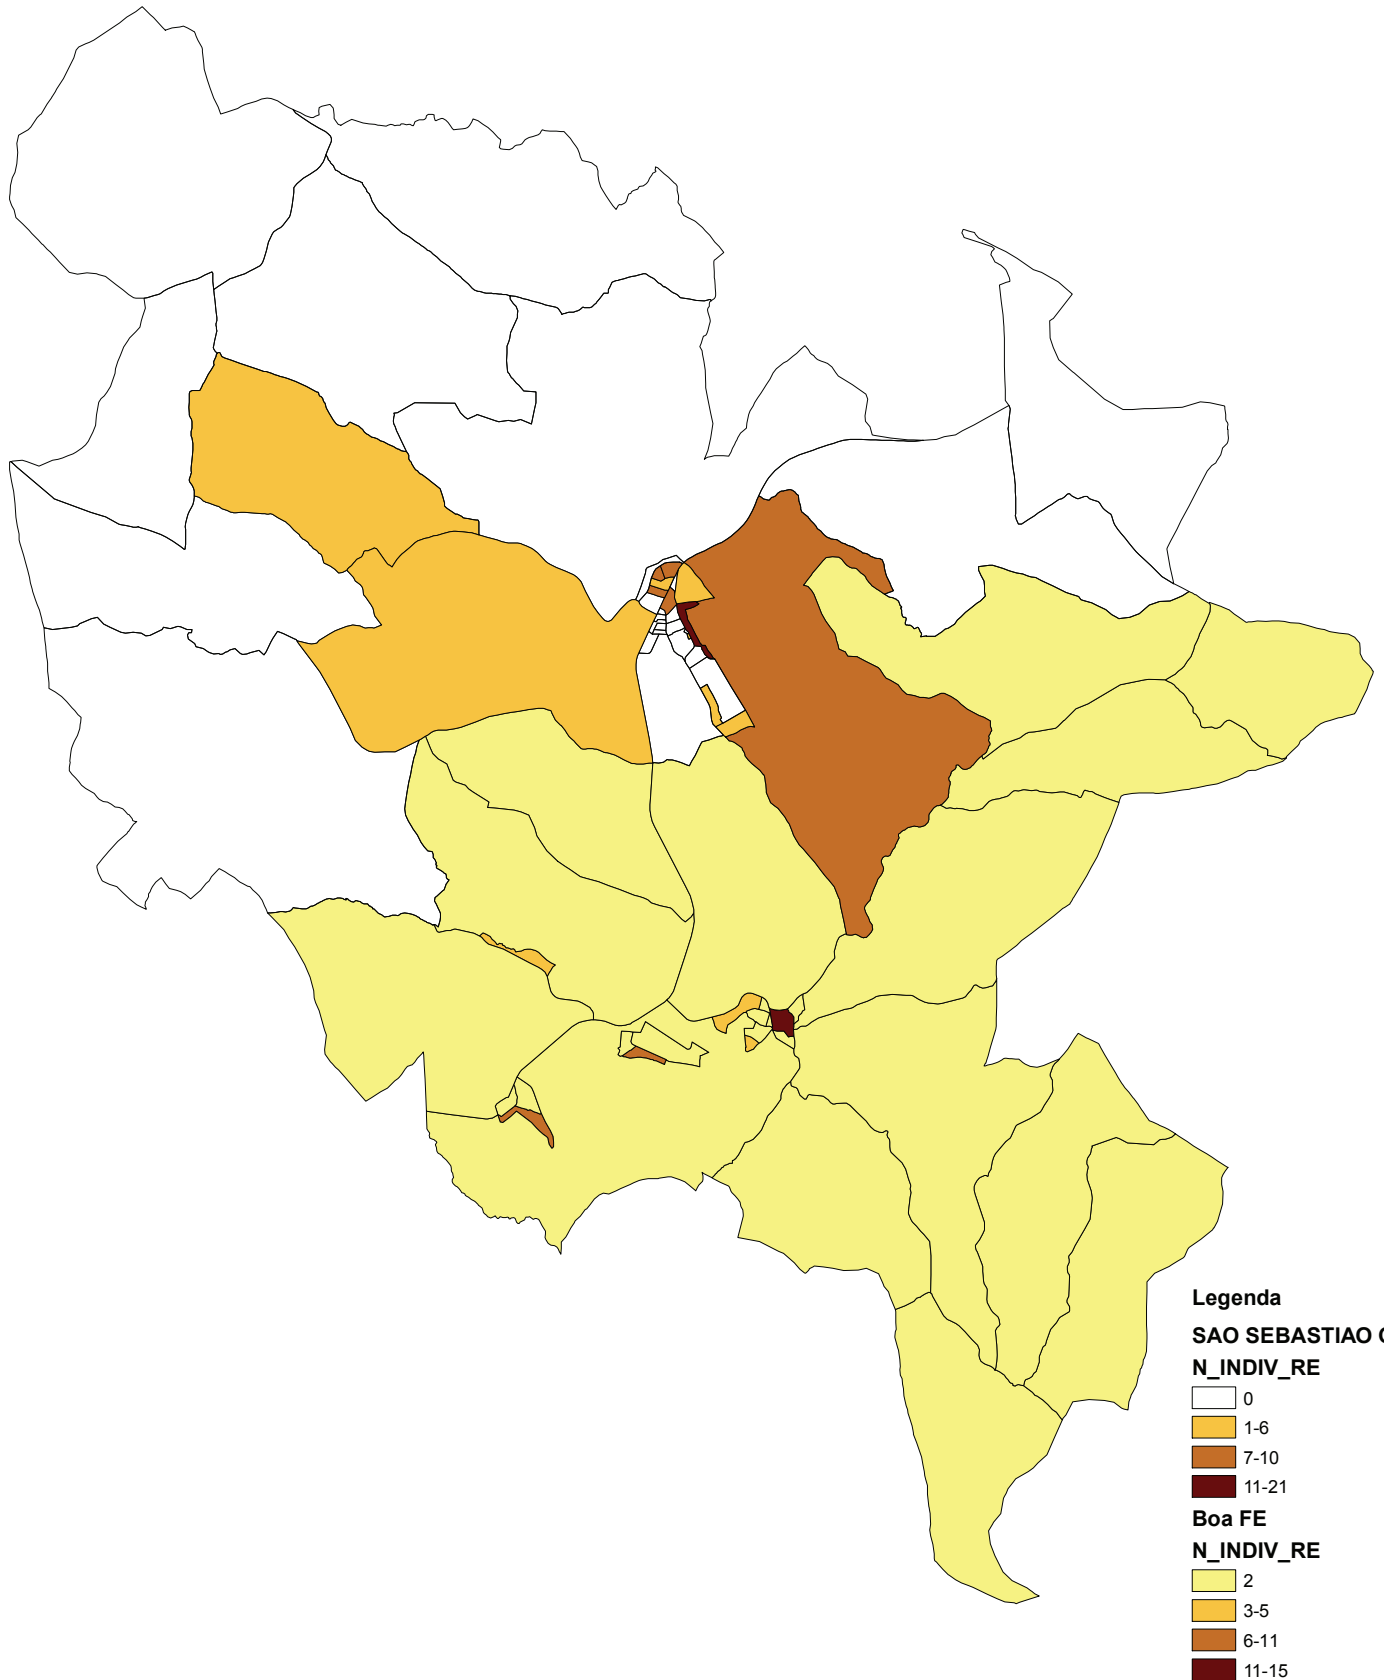 Legenda
SAO SEBASTIAO
N_INDIV_RE
0
1-6
7-10
11-21
Boa FE
N_INDIV_RE
2
3-5
6-11
11-15